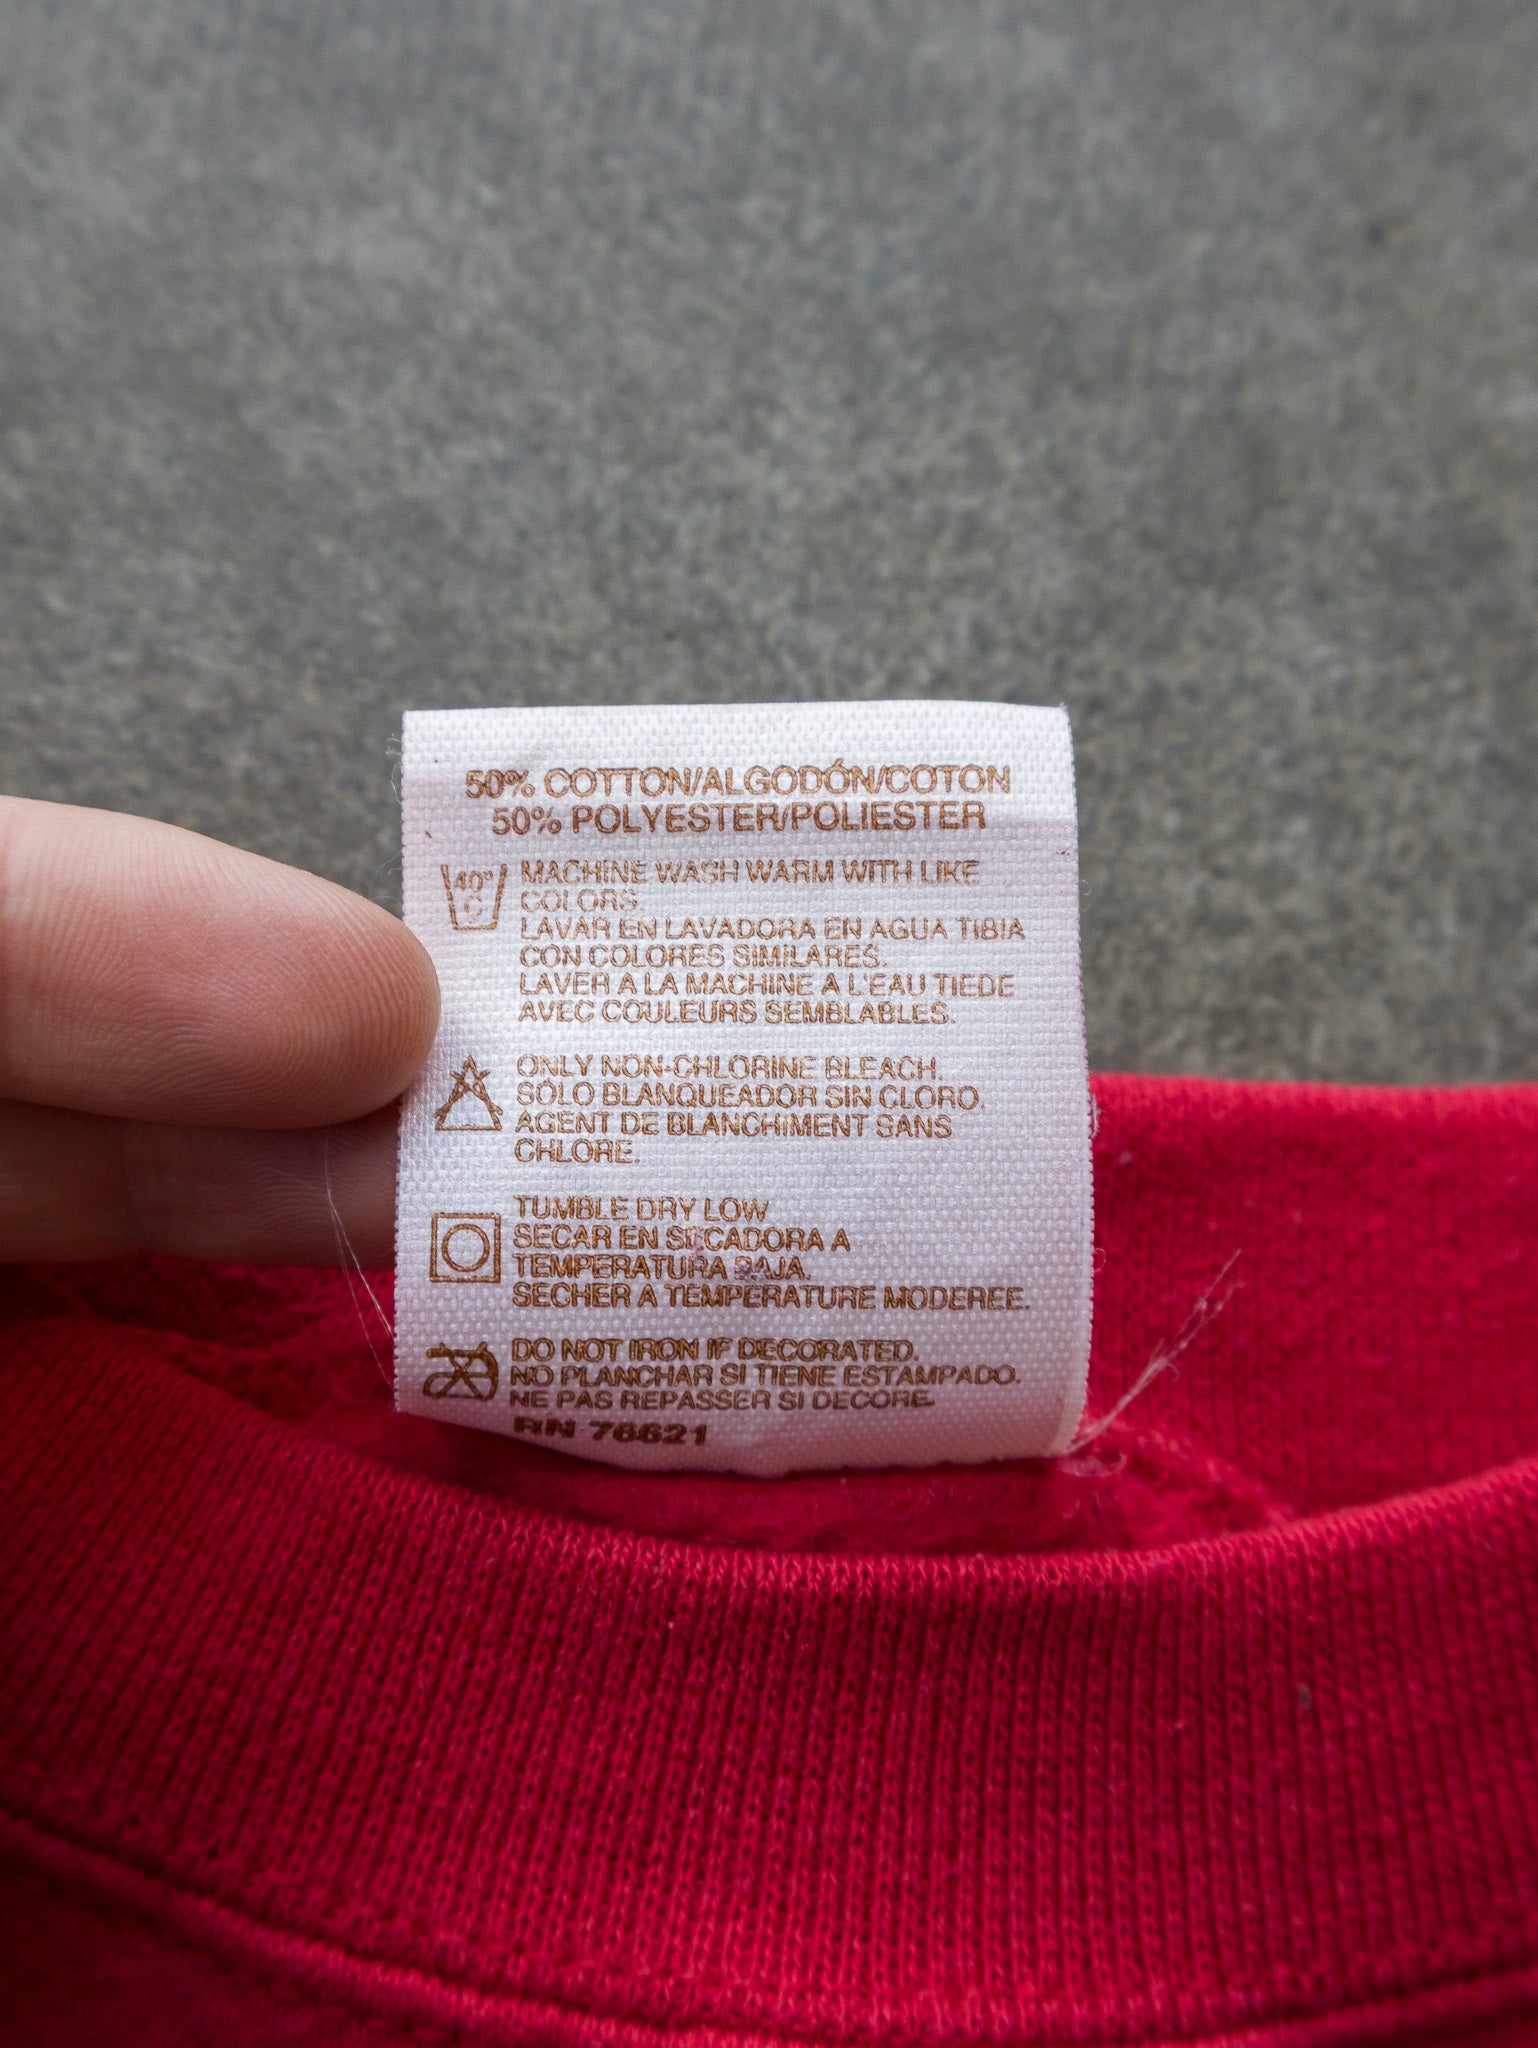 50% COTTON/ALGODÓN/COTON
50% POLYESTER/POLIESTER
40°
C
MACHINE WASH WARM WITH LIKE
COLORS.
LAVAR EN LAVADORA EN AGUA TIBIA
CON COLORES SIMILARES.
LAVER A LA MACHINE A L'EAU TIEDE
AVEC COULEURS SEMBLABLES.
ONLY NON-CHLORINE BLEACH.
SÓLO BLANQUEADOR SIN CLORO.
AGENT DE BLANCHIMENT SANS
CHLORE.
TUMBLE DRY LOW
SECAR EN SECADORA A
TEMPERATURA BAJA.
SECHER A TEMPERATURE MODEREE.
DO NOT IRON IF DECORATED.
NO PLANCHAR SI TIENE ESTAMPADO.
NE PAS REPASSER SI DECORE.
RN 76621